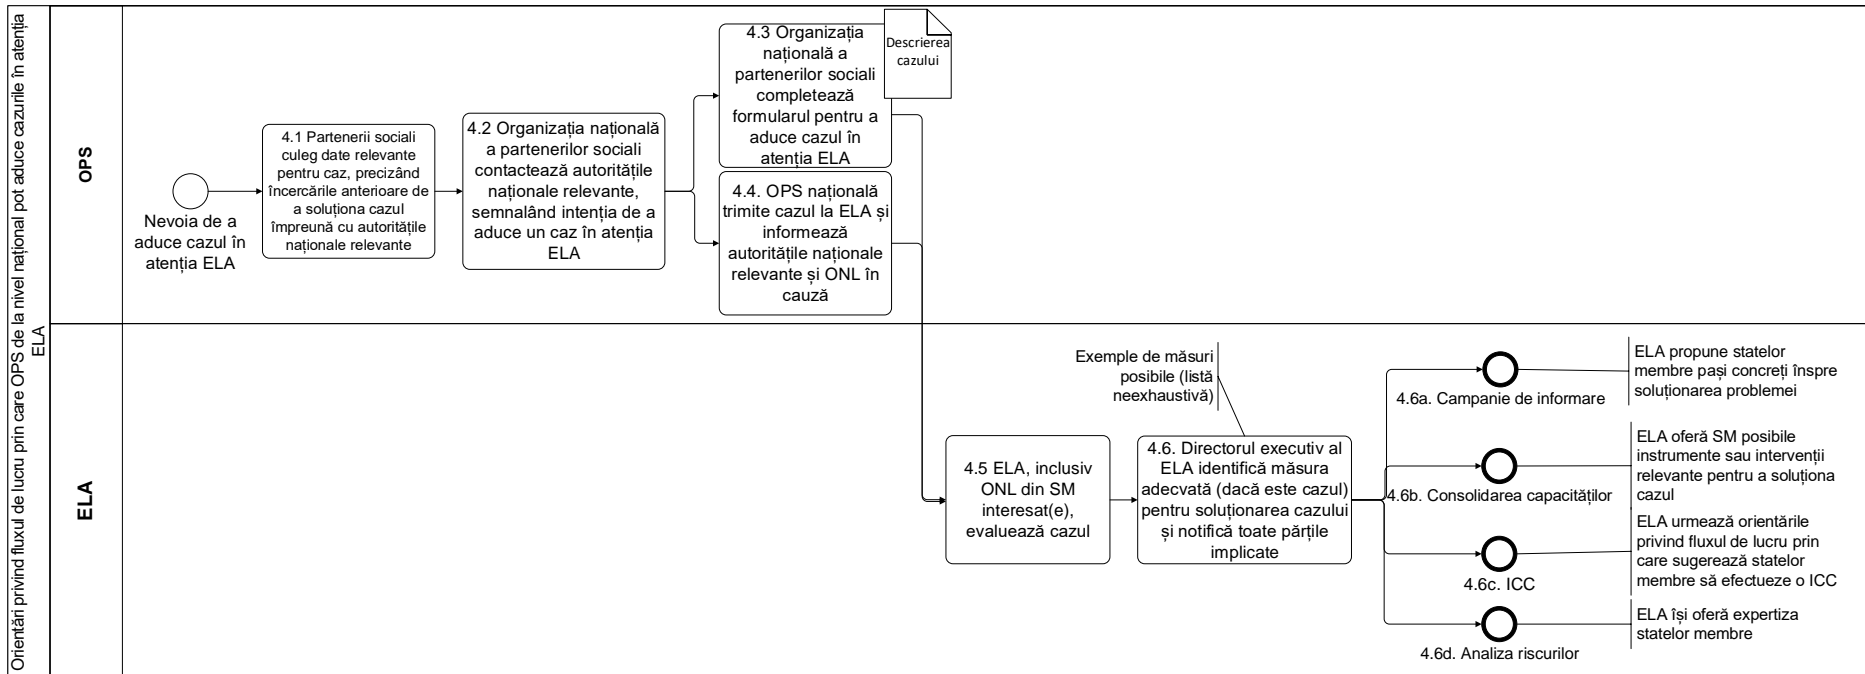 Orientări privind fluxul de lucru prin care OPS de la nivel național pot aduce cazurile în atenția
ELA
OPS
Nevoia de a
aduce cazul în
atenția ELA
4.1 Partenerii sociali
culeg date relevante
pentru caz, precizând
încercările anterioare de
a soluționa cazul
împreună cu autoritățile
naționale relevante
4.2 Organizația națională
a partenerilor sociali
contactează autoritățile
naționale relevante,
semnalând intenția de a
aduce un caz în atenția
ELA
4.3 Organizația
națională a
partenerilor sociali
completează
formularul pentru a
aduce cazul în
atenția ELA
Descrierea
cazului
4.4. OPS națională
trimite cazul la ELA și
informează
autoritățile naționale
relevante și ONL în
cauză
ELA
4.5 ELA, inclusiv
ONL din SM
interesat(e),
evaluează cazul
Exemple de măsuri
posibile (listă
neexhaustivă)
4.6. Directorul executiv al
ELA identifică măsura
adecvată (dacă este cazul)
pentru soluționarea cazului
și notifică toate părțile
implicate
4.6a. Campanie de informare
ELA propune statelor
membre pași concreți înspre
soluționarea problemei
4.6b. Consolidarea capacităților
ELA oferă SM posibile
instrumente sau intervenții
relevante pentru a soluționa
cazul
4.6c. ICC
ELA urmează orientările
privind fluxul de lucru prin
care sugerează statelor
membre să efectueze o ICC
4.6d. Analiza riscurilor
ELA își oferă expertiza
statelor membre